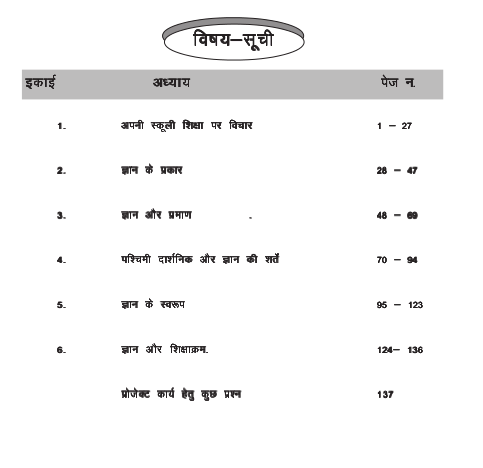 विषय–सूची
इकाई अध्याय पेज न.
1. अपनी स्कूली शिक्षा पर विचार 1 – 27
2. ज्ञान के प्रकार 28 – 47
3. ज्ञान और प्रमाण . 48 – 69
4. पश्चिमी दार्शनिक और ज्ञान की शर्तें 70 – 94
5. ज्ञान के स्वरूप 95 – 123
6. ज्ञान और शिक्षाक्रम. 124– 136
प्रोजेक्ट कार्य हेतु कुछ प्रश्न 137